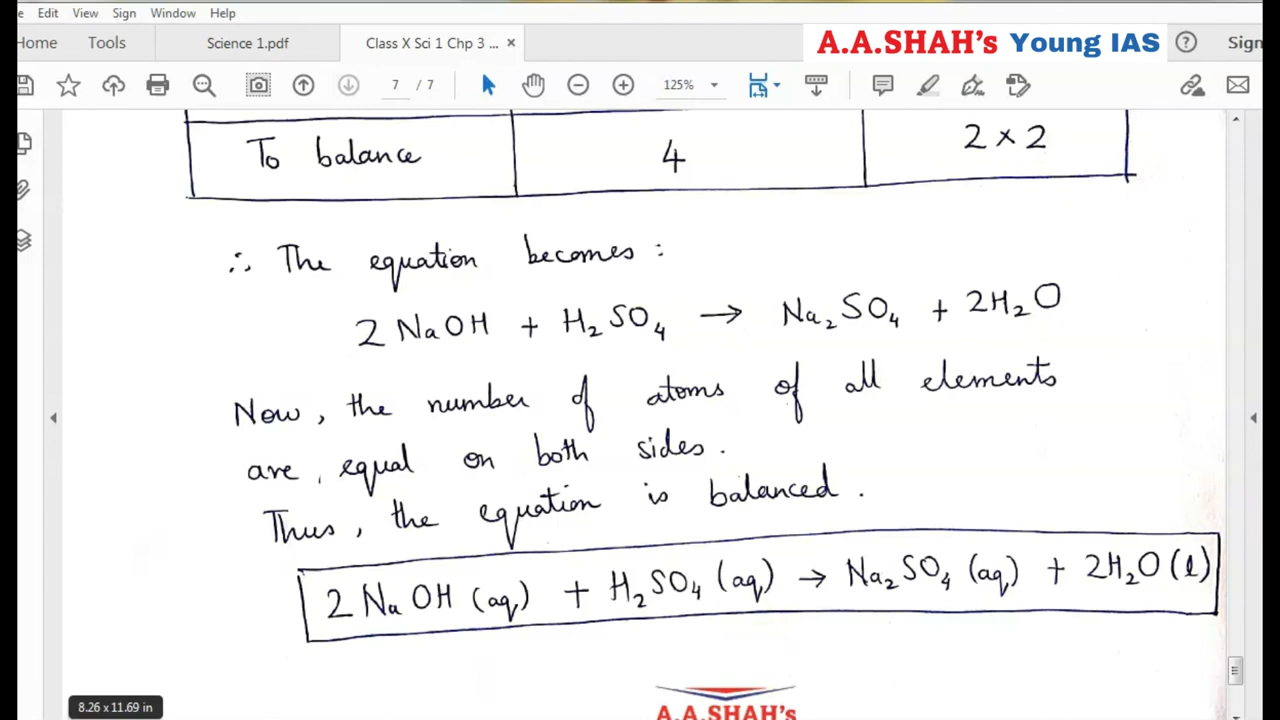 e Edit View Sign Window Help
Home Tools Science 1.pdf Class X Sci 1 Chp 3 ... × A.A.SHAH's Young IAS Sign
7 / 7 125%
To balance 4 2 × 2
∴ The equation becomes :
2 NaOH + H₂SO₄ → Na₂SO₄ + 2H₂O
Now, the number of atoms of all elements
are equal on both sides.
Thus, the equation is balanced.
2 NaOH (aq) + H₂SO₄ (aq) → Na₂SO₄ (aq) + 2H₂O (l)
8.26 x 11.69 in
A.A.SHAH's